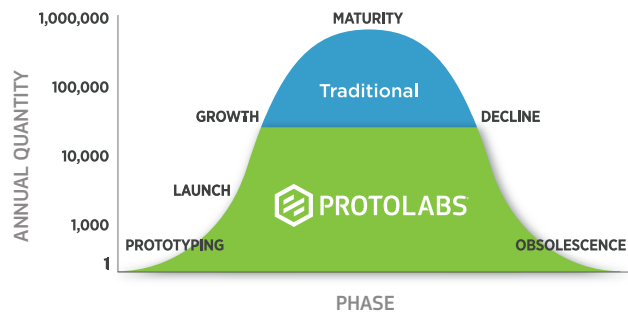 MATURITY
1,000,000
100,000
Traditional
GROWTH
DECLINE
10,000
LAUNCH
PROTOLABS
1,000
PROTOTYPING
OBSOLESCENCE
1
ANNUAL QUANTITY
PHASE